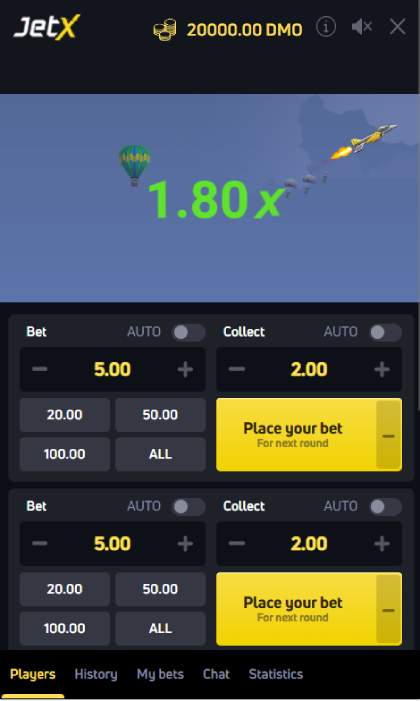 JetX
20000.00 DMO
1.80x
Bet AUTO Collect AUTO
5.00 2.00
20.00 50.00 Place your bet
For next round
100.00 ALL
Bet AUTO Collect AUTO
5.00 2.00
20.00 50.00 Place your bet
For next round
100.00 ALL
Players History My bets Chat Statistics